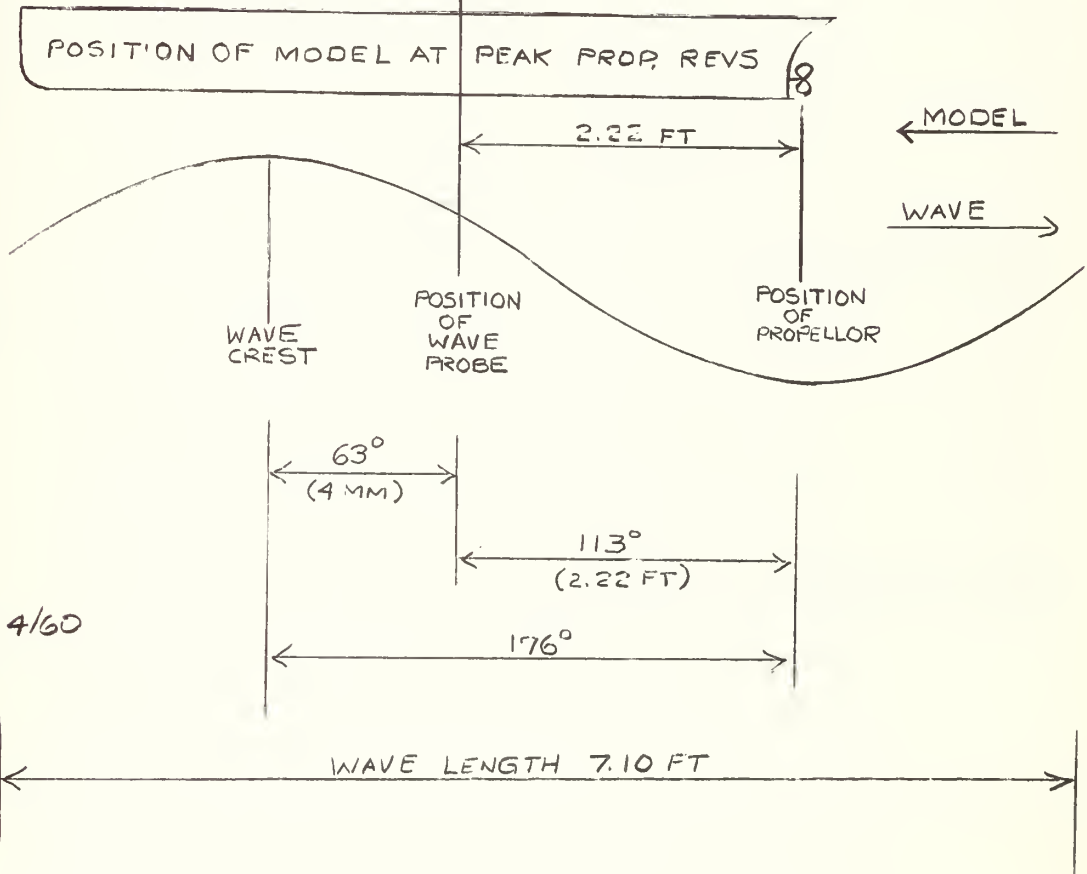 POSITION OF MODEL AT PEAK PROP. REVS
2.22 FT
MODEL
WAVE
WAVE
CREST
POSITION
OF
WAVE
PROBE
POSITION
OF
PROPELLOR
63°
(4 MM)
113°
(2.22 FT)
4/60
176°
WAVE LENGTH 7.10 FT